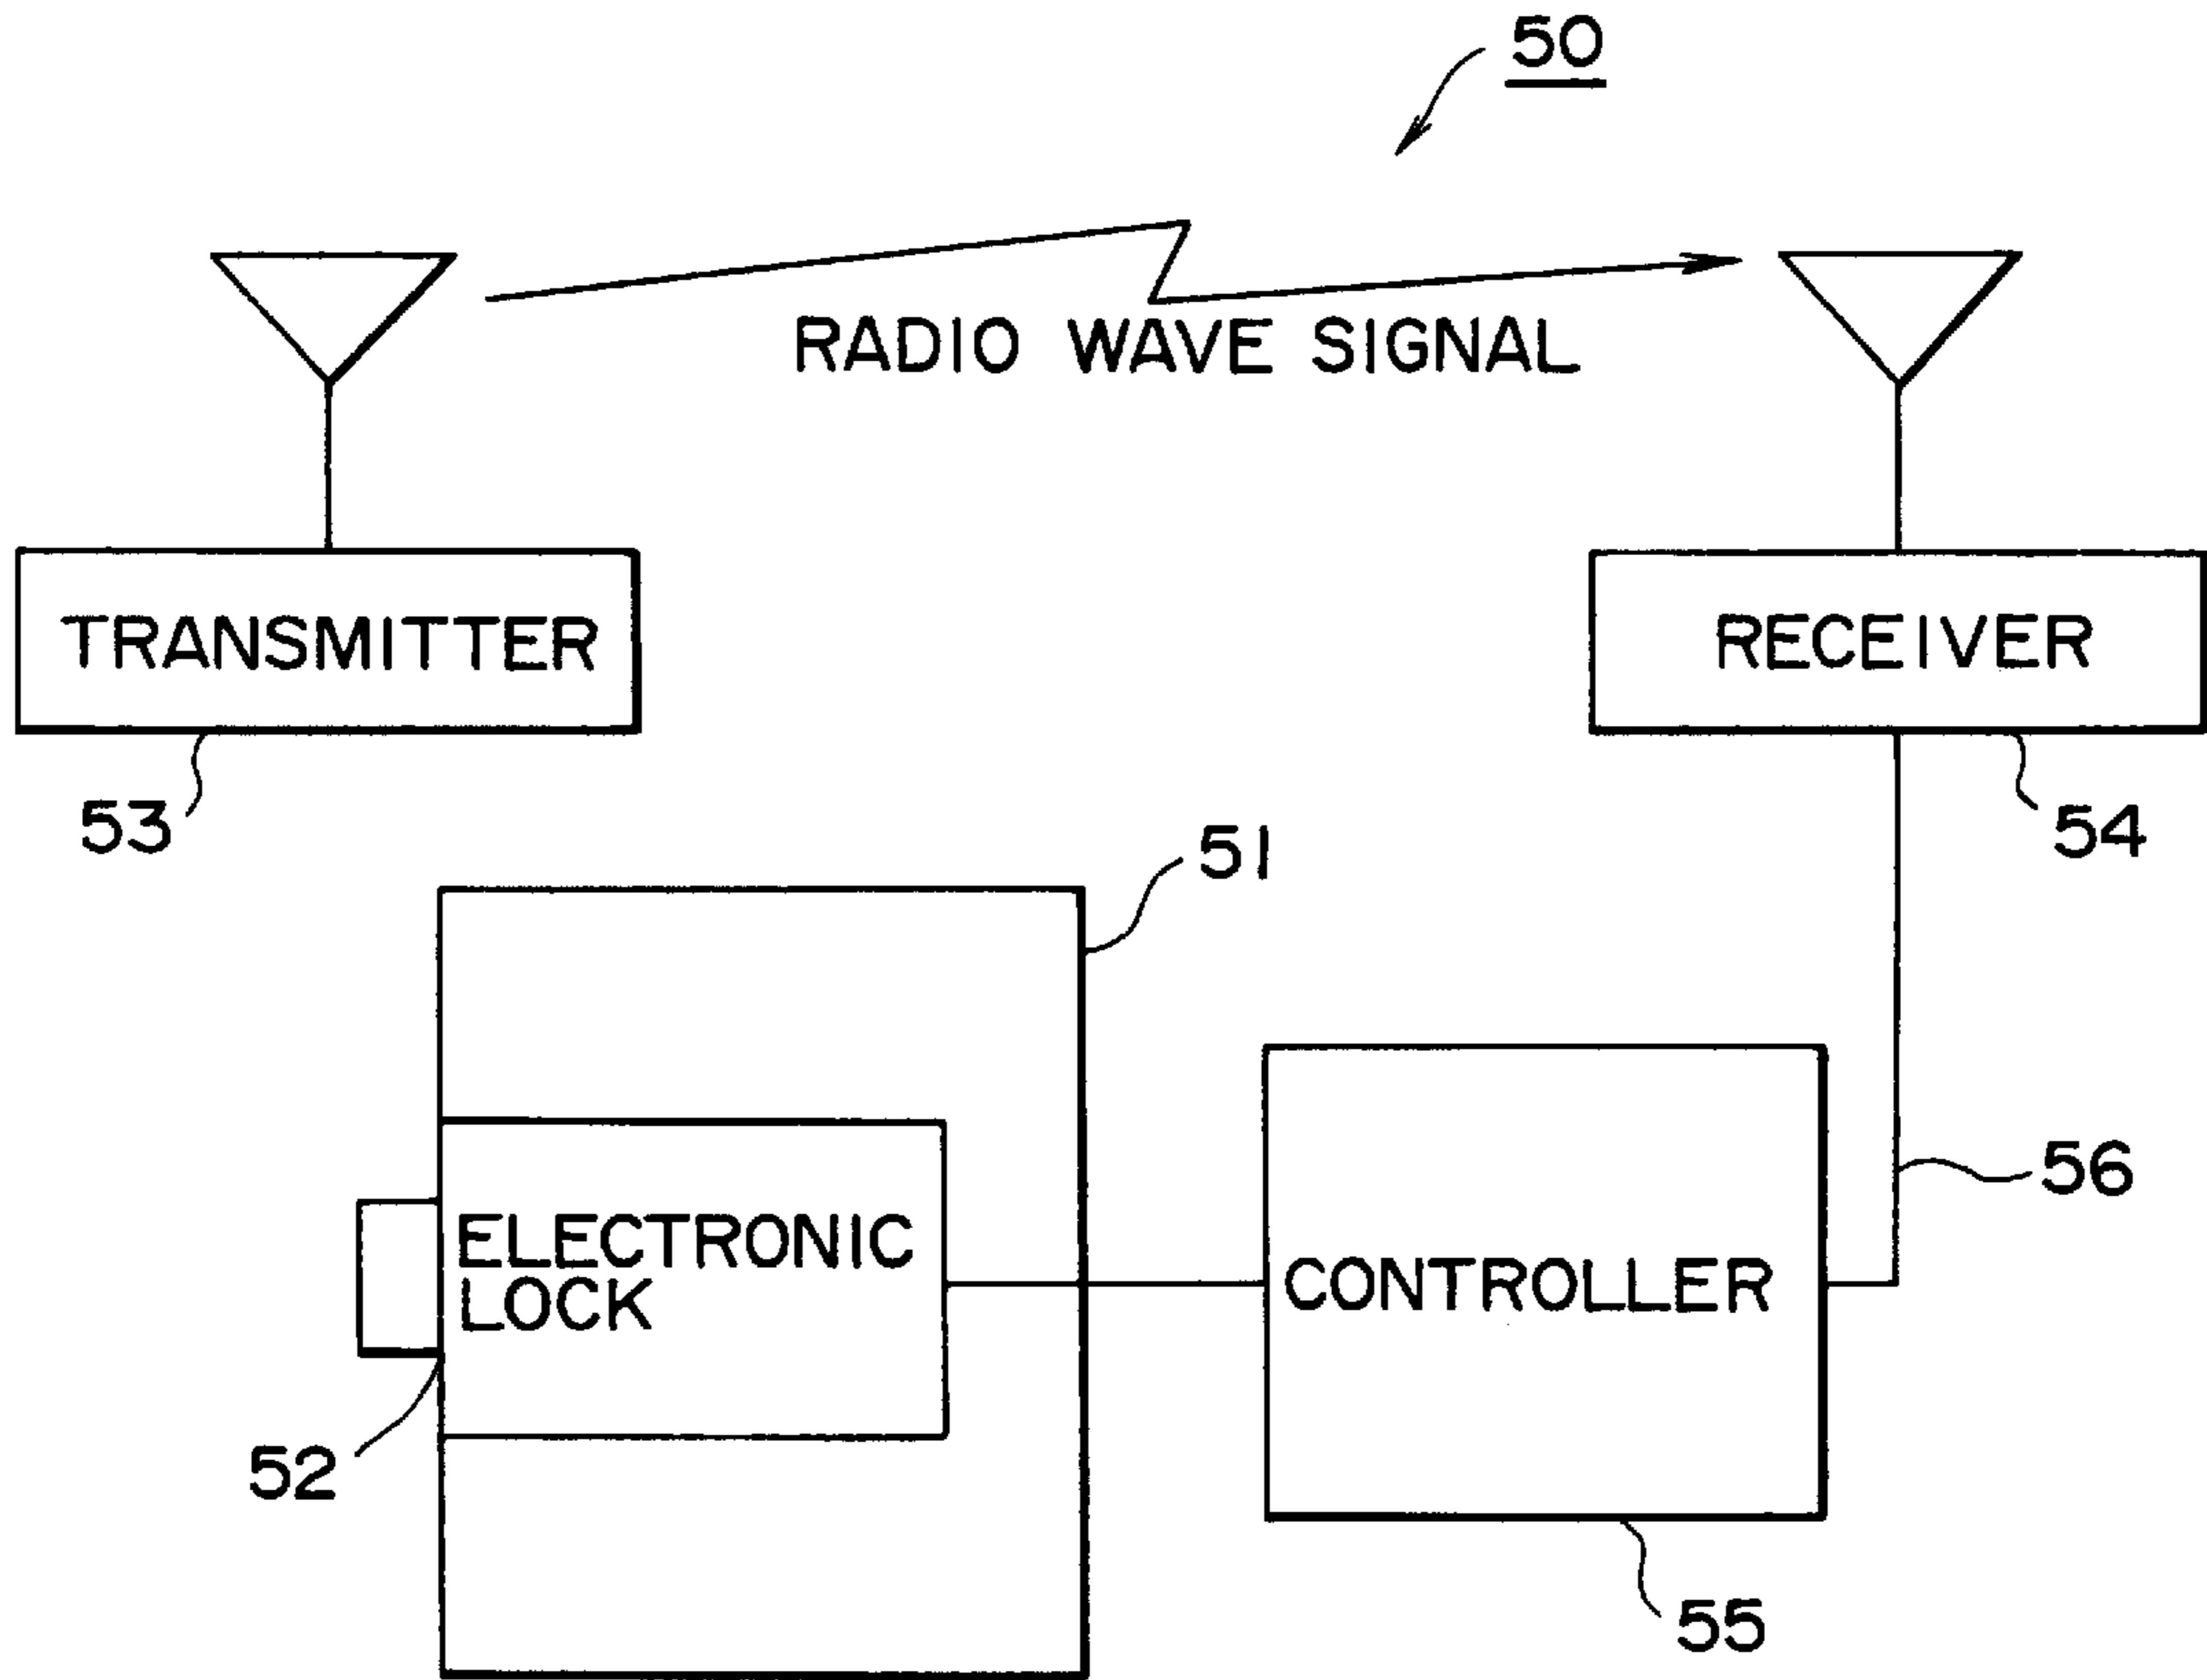 50
RADIO WAVE SIGNAL
TRANSMITTER
RECEIVER
53
54
51
56
ELECTRONIC
LOCK
CONTROLLER
52
55